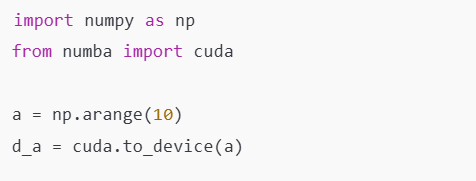 import numpy as np
from numba import cuda
a = np.arange(10)
d_a = cuda.to_device(a)